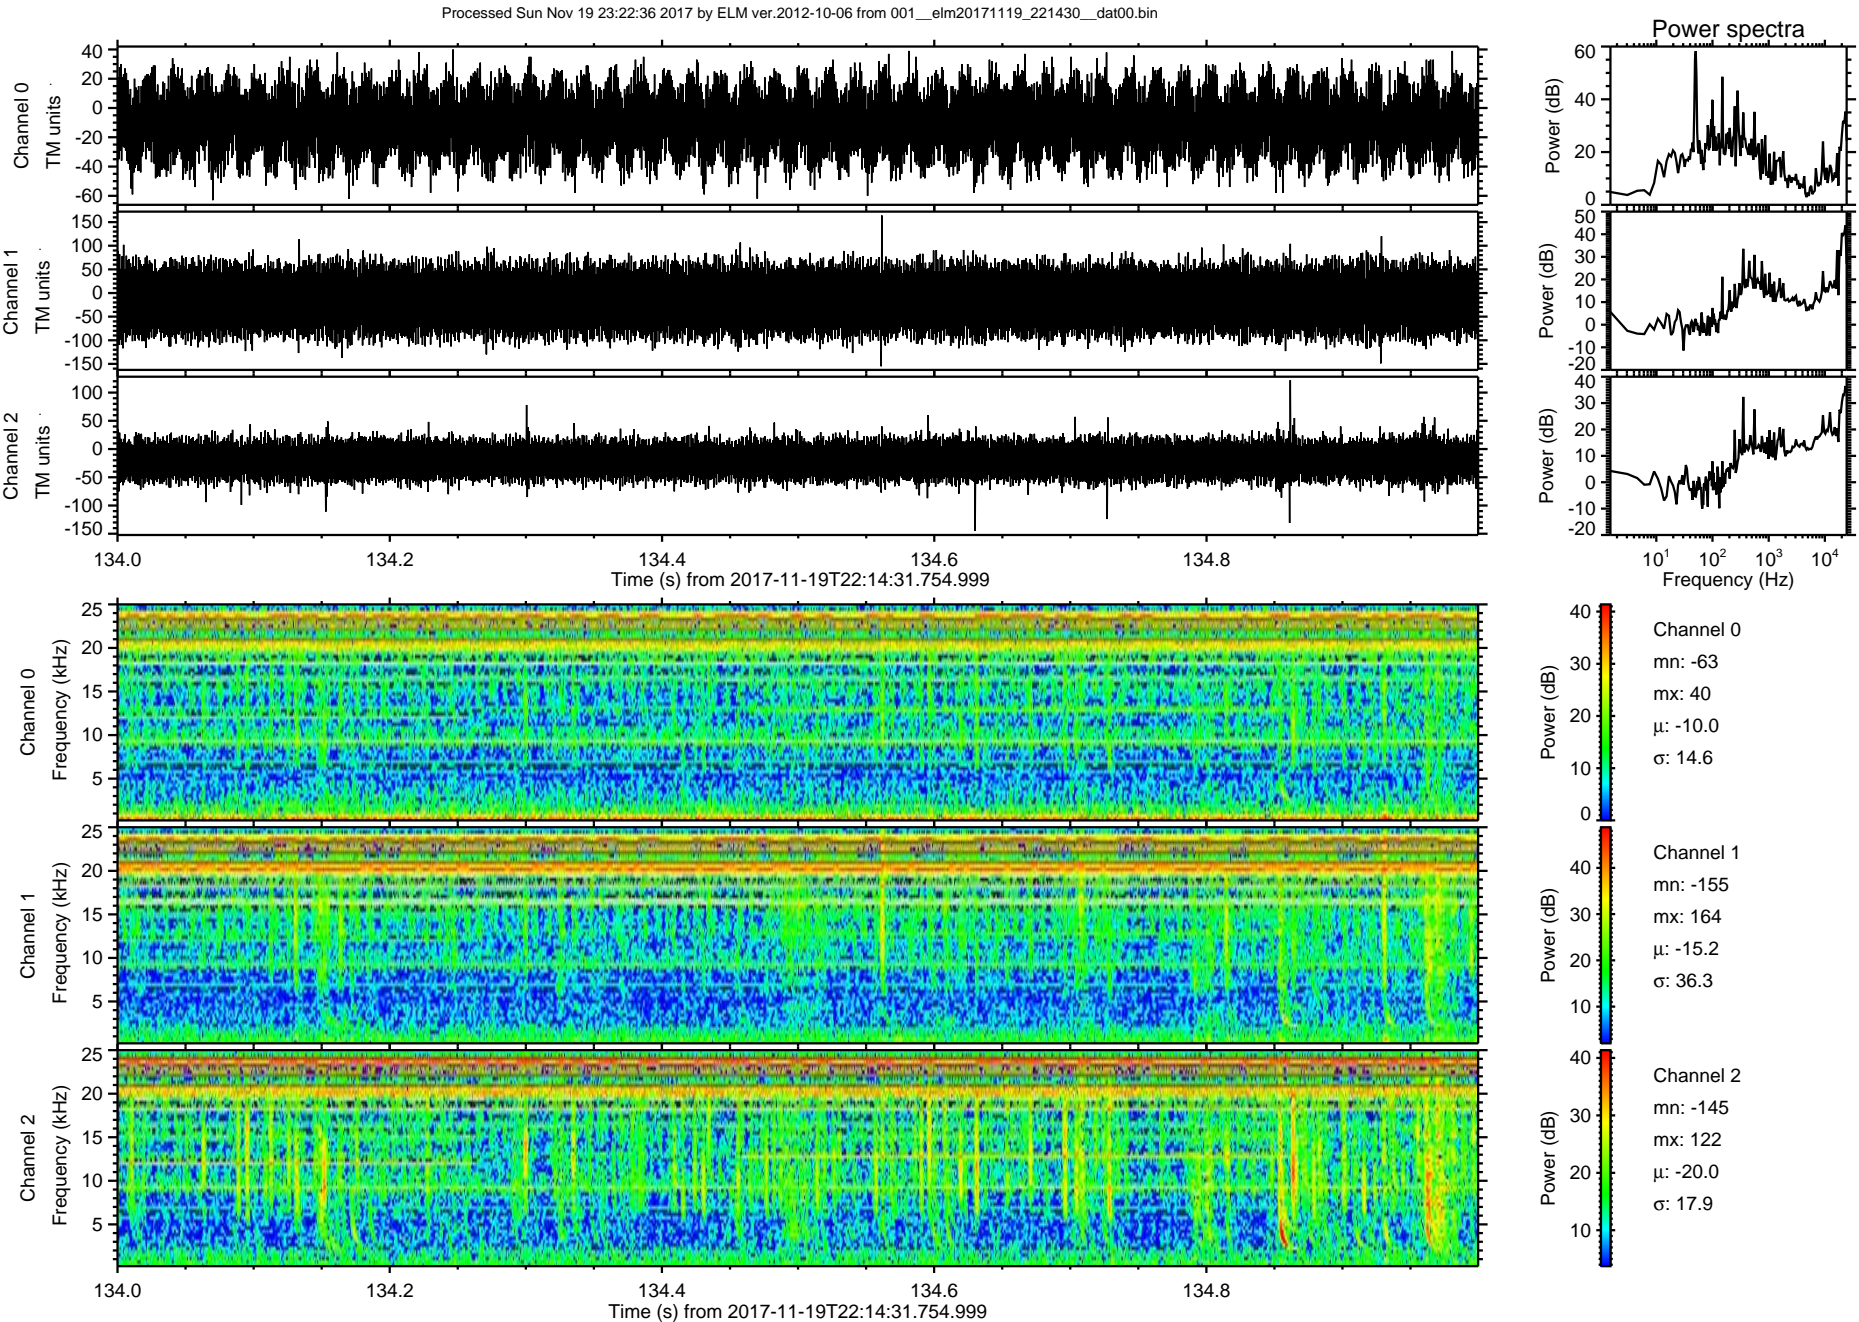 Processed Sun Nov 19 23:22:36 2017 by ELM ver.2012-10-06 from 001__elm20171119_221430__dat00.bin
Power spectra
Channel 0
TM units
40
20
0
-20
-40
-60
Power (dB)
60
40
20
0
Channel 1
TM units
150
100
50
0
-50
-100
-150
Power (dB)
50
40
30
20
10
0
-10
-20
Channel 2
TM units
100
50
0
-50
-100
-150
Power (dB)
40
30
20
10
0
-10
-20
134.0 134.2 134.4 134.6 134.8
Time (s) from 2017-11-19T22:14:31.754.999
10¹ 10² 10³ 10⁴
Frequency (Hz)
Channel 0
Frequency (kHz)
25
20
15
10
5
Power (dB)
40
30
20
10
0
Channel 0
mn: -63
mx: 40
μ: -10.0
σ: 14.6
Channel 1
Frequency (kHz)
25
20
15
10
5
Power (dB)
40
30
20
10
Channel 1
mn: -155
mx: 164
μ: -15.2
σ: 36.3
Channel 2
Frequency (kHz)
25
20
15
10
5
Power (dB)
40
30
20
10
Channel 2
mn: -145
mx: 122
μ: -20.0
σ: 17.9
134.0 134.2 134.4 134.6 134.8
Time (s) from 2017-11-19T22:14:31.754.999